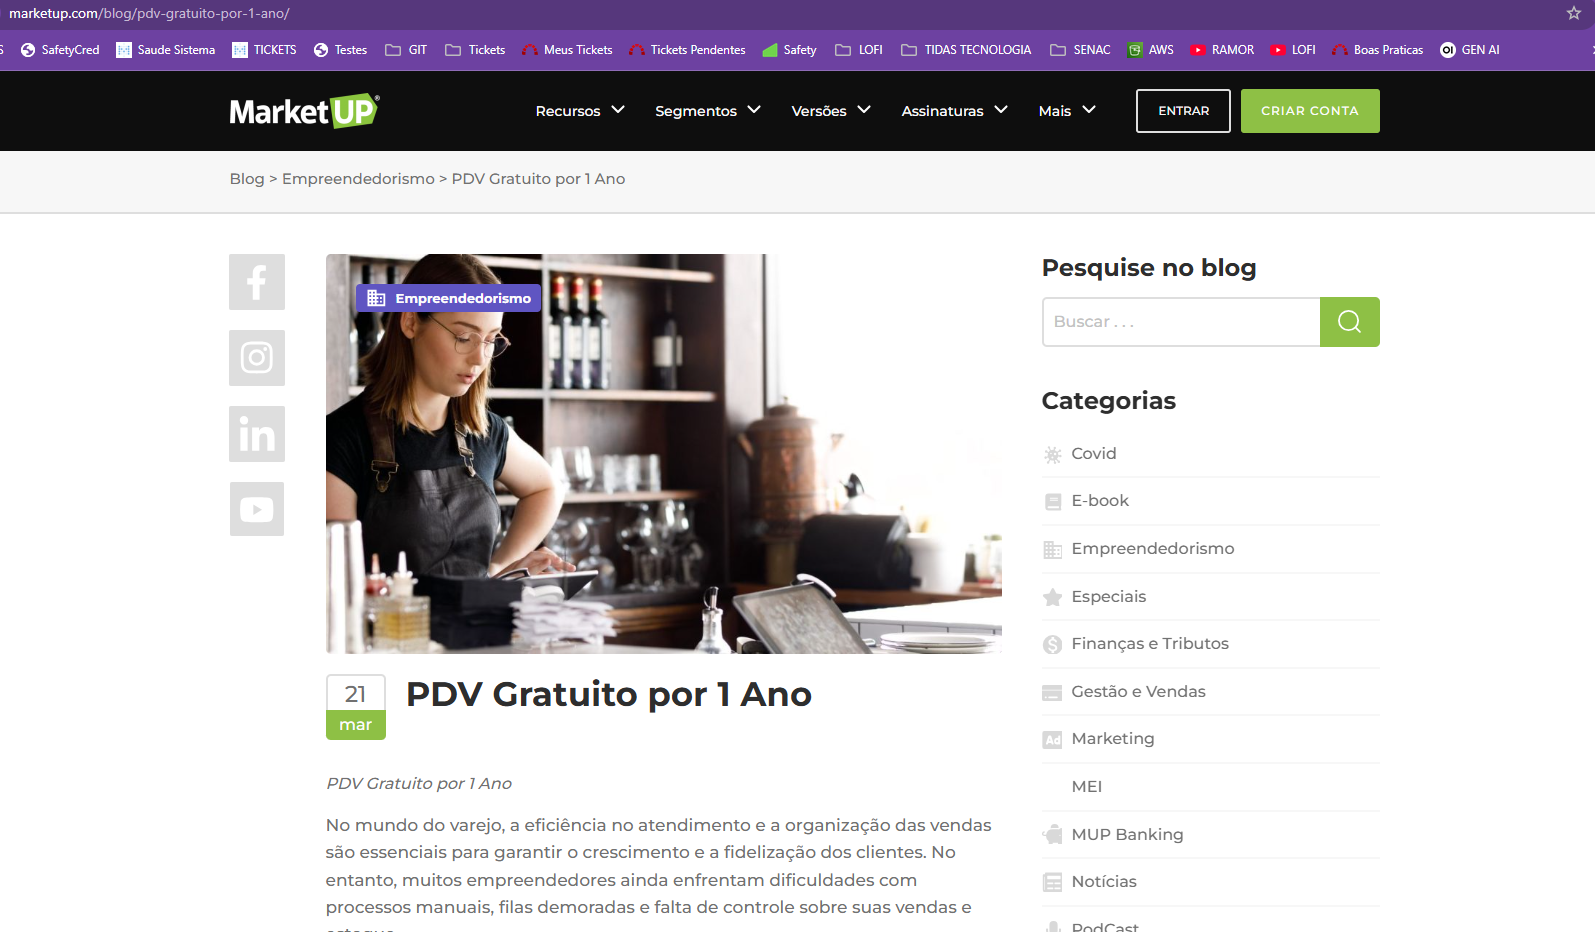 marketup.com/blog/pdv-gratuito-por-1-ano/
S SafetyCred Saude Sistema TICKETS Testes GIT Tickets Meus Tickets Tickets Pendentes Safety LOFI TIDAS TECNOLOGIA SENAC AWS RAMOR LOFI Boas Praticas GEN AI
MarketUP® Recursos Segmentos Versões Assinaturas Mais ENTRAR CRIAR CONTA
Blog > Empreendedorismo > PDV Gratuito por 1 Ano
Empreendedorismo
21
mar
PDV Gratuito por 1 Ano
PDV Gratuito por 1 Ano
No mundo do varejo, a eficiência no atendimento e a organização das vendas
são essenciais para garantir o crescimento e a fidelização dos clientes. No
entanto, muitos empreendedores ainda enfrentam dificuldades com
processos manuais, filas demoradas e falta de controle sobre suas vendas e
estoque.
Pesquise no blog
Buscar . . .
Categorias
Covid
E-book
Empreendedorismo
Especiais
Finanças e Tributos
Gestão e Vendas
Ad Marketing
MEI
MUP Banking
Notícias
PodCast